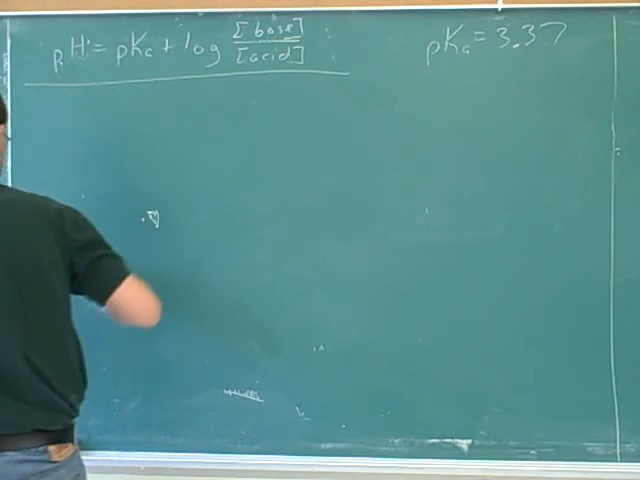 pH = pKa + log [base]/[acid]
pKa = 3.37